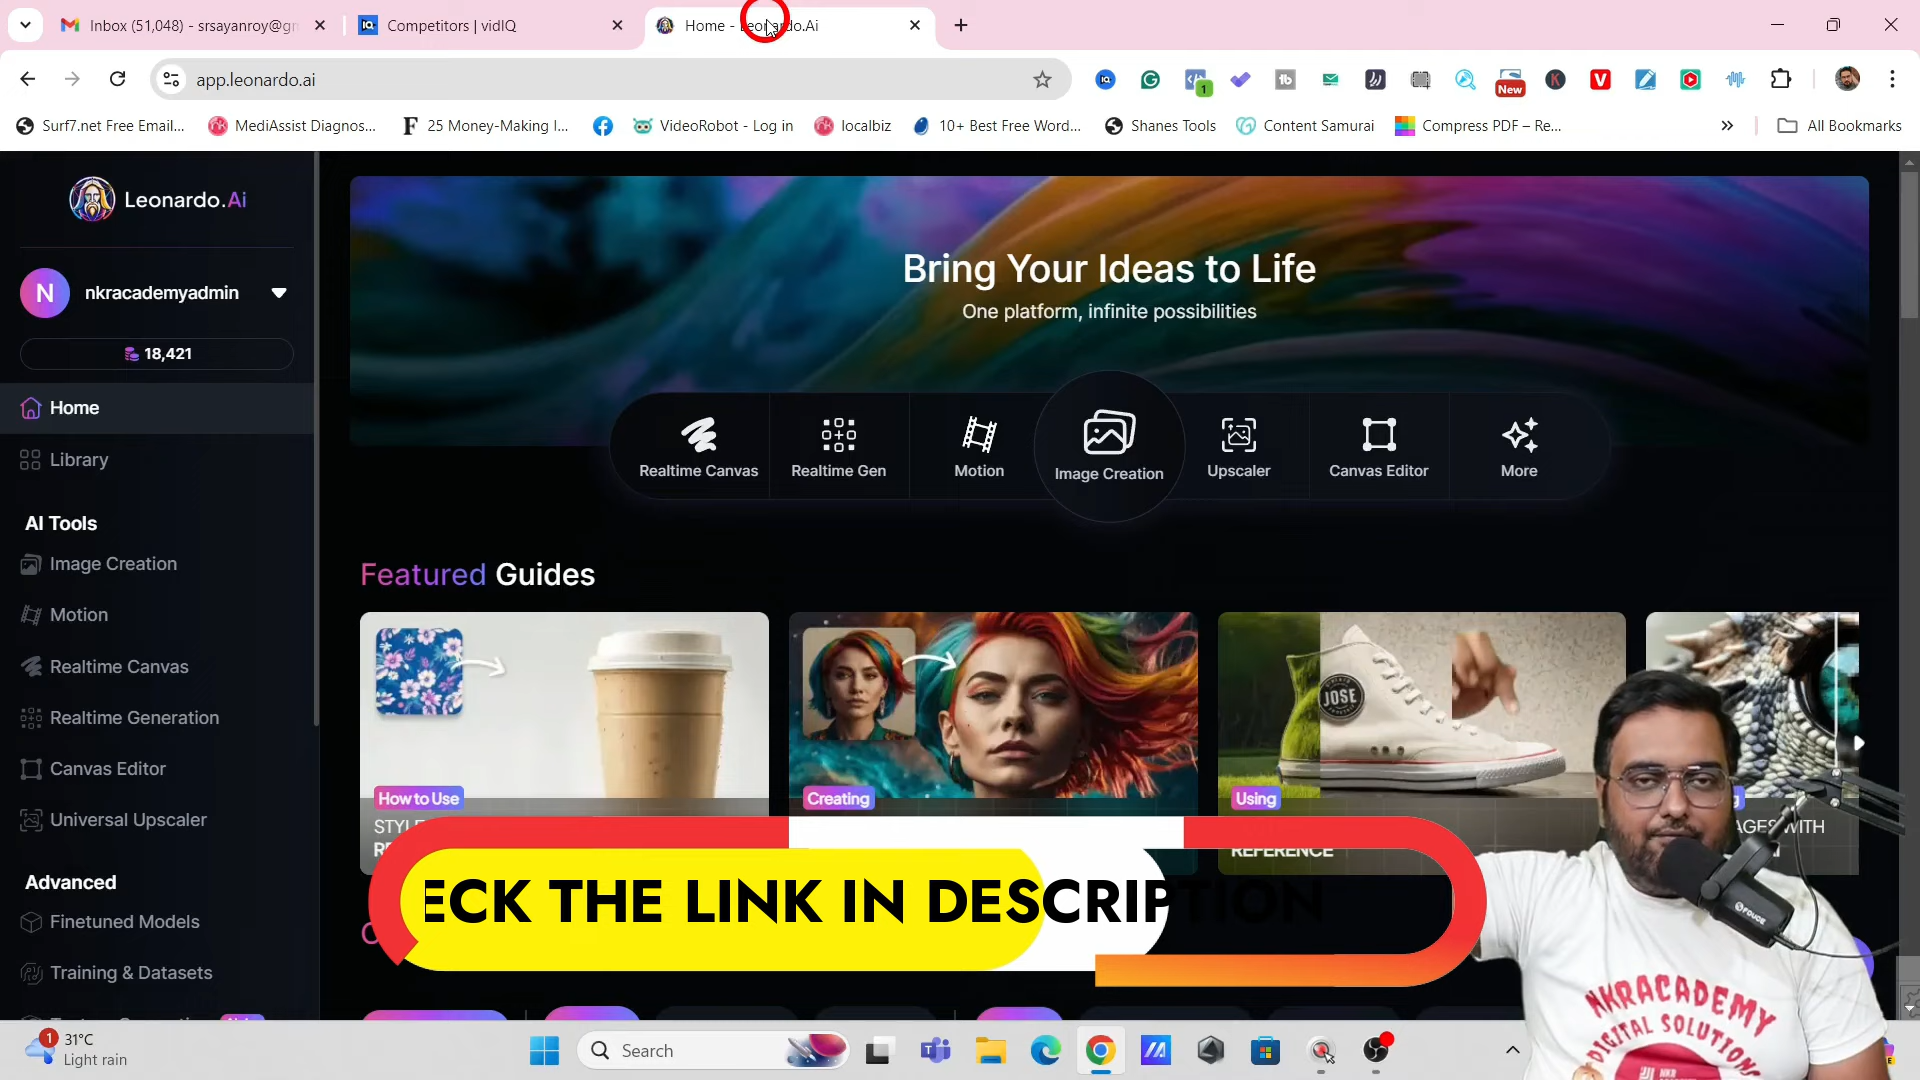 Inbox (51,048) - srsayanroy@gm
Competitors | vidIQ
Home - Leonardo.Ai
app.leonardo.ai
1
New
Surf7.net Free Email...
MediAssist Diagnos...
25 Money-Making I...
VideoRobot - Log in
localbiz
10+ Best Free Word...
Shanes Tools
Content Samurai
Compress PDF – Re...
All Bookmarks
Leonardo.Ai
N
nkracademyadmin
18,421
Home
Library
AI Tools
Image Creation
Motion
Realtime Canvas
Realtime Generation
Canvas Editor
Universal Upscaler
Advanced
Finetuned Models
Training & Datasets
Bring Your Ideas to Life
One platform, infinite possibilities
Realtime Canvas
Realtime Gen
Motion
Image Creation
Upscaler
Canvas Editor
More
Featured Guides
How to Use
Creating
Using
JOSE
REFERENCE
WITH
ECK THE LINK IN DESCRIPTION
FDUCE
NKRACADEMY
DIGITAL SOLUTIONS
1
31°C
Light rain
Search